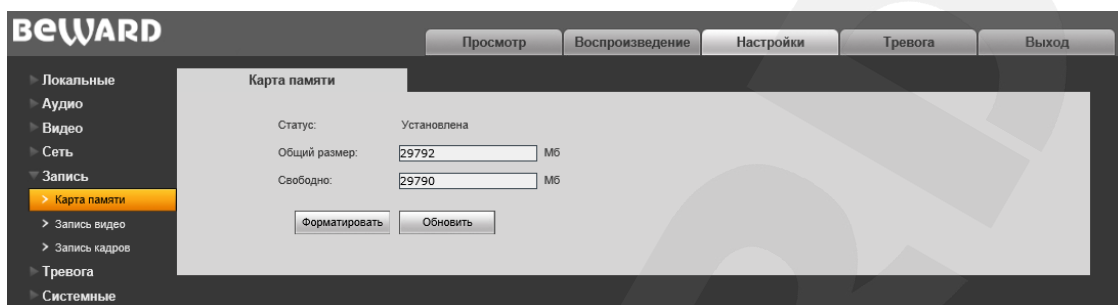 BEWARD
Просмотр Воспроизведение Настройки Тревога Выход
Локальные
Аудио
Видео
Сеть
Запись
Карта памяти
Запись видео
Запись кадров
Тревога
Системные
Карта памяти
Статус: Установлена
Общий размер: 29792 Мб
Свободно: 29790 Мб
Форматировать Обновить